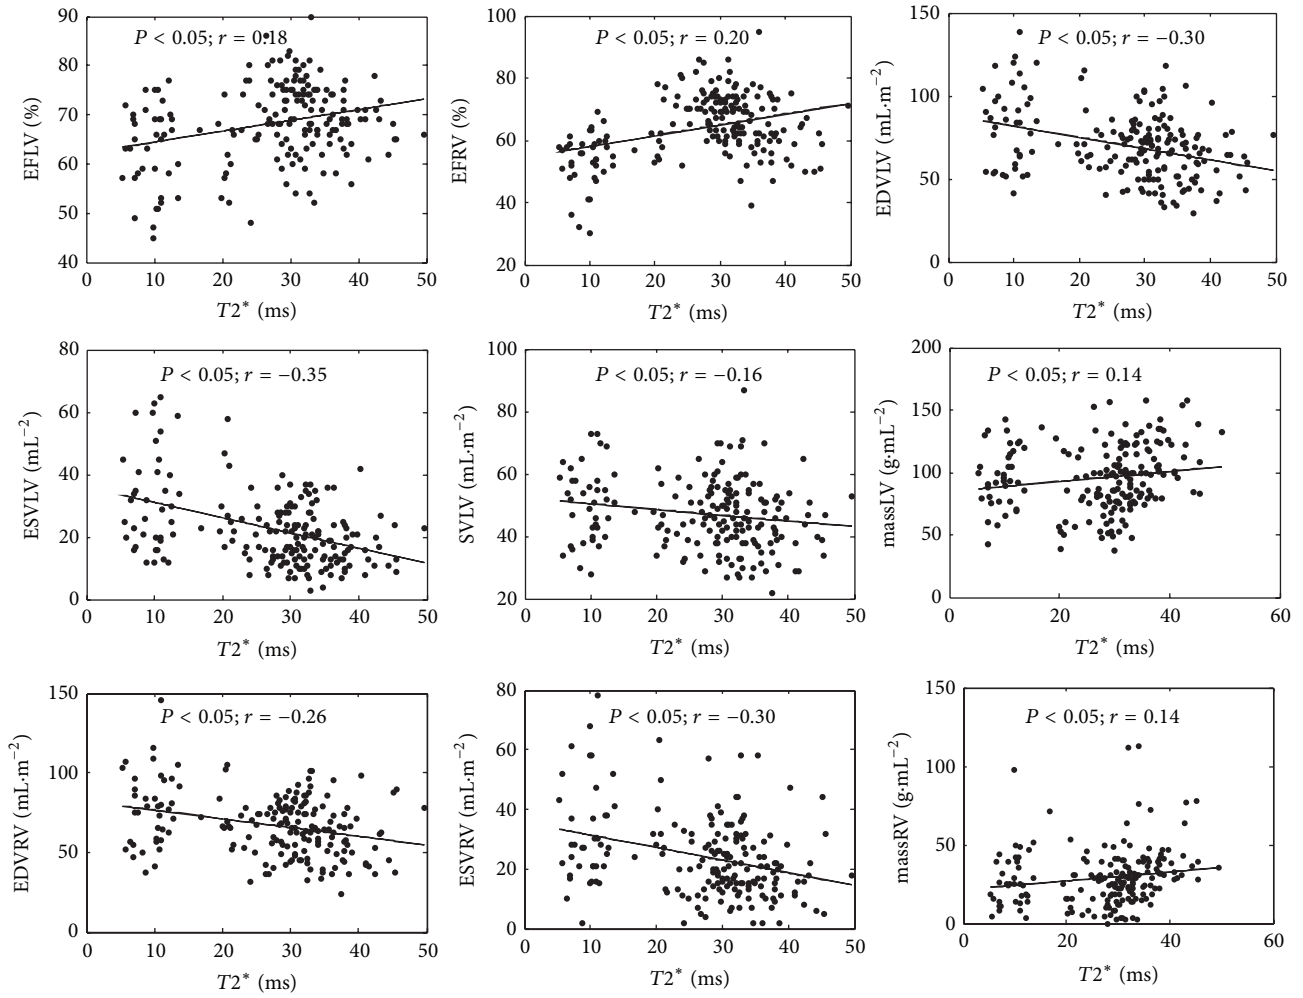 P < 0.05; r = 0.18
EFLV (%)
90
80
70
60
50
40
0 10 20 30 40 50
T2* (ms)
P < 0.05; r = 0.20
EFRV (%)
100
80
60
40
20
0 10 20 30 40 50
T2* (ms)
P < 0.05; r = −0.30
EDVLV (mL·m−2)
150
100
50
0
0 10 20 30 40 50
T2* (ms)
P < 0.05; r = −0.35
ESVLV (mL−2)
80
60
40
20
0
0 10 20 30 40 50
T2* (ms)
P < 0.05; r = −0.16
SVLV (mL·m−2)
100
80
60
40
20
0 10 20 30 40 50
T2* (ms)
P < 0.05; r = 0.14
massLV (g·mL−2)
200
150
100
50
0
0 20 40 60
T2* (ms)
P < 0.05; r = −0.26
EDVRV (mL·m−2)
150
100
50
0
0 10 20 30 40 50
T2* (ms)
P < 0.05; r = −0.30
ESVRV (mL·m−2)
80
60
40
20
0
0 10 20 30 40 50
T2* (ms)
P < 0.05; r = 0.14
massRV (g·mL−2)
150
100
50
0
0 20 40 60
T2* (ms)